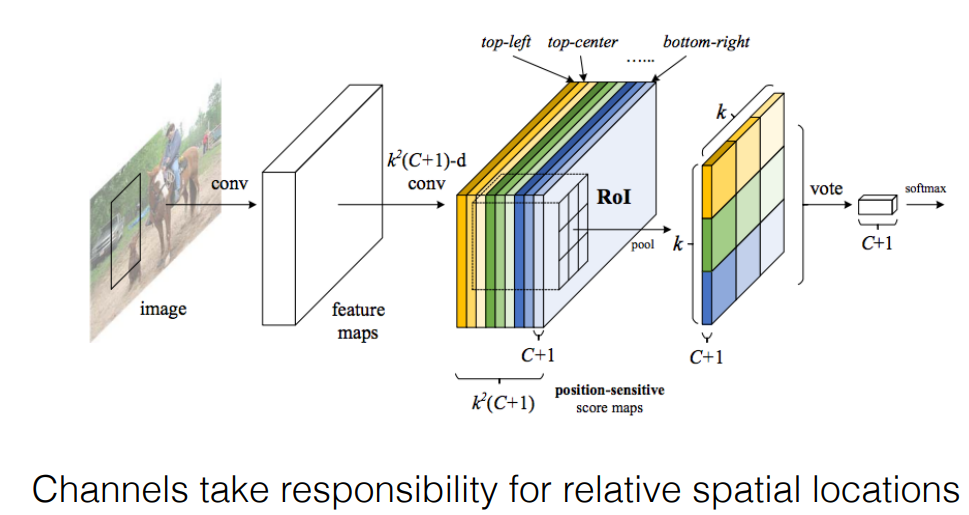 top-left top-center bottom-right
......
k
k²(C+1)-d
conv
conv
RoI
vote
softmax
pool
k
C+1
image
feature
maps
C+1
C+1
k²(C+1)
position-sensitive
score maps
Channels take responsibility for relative spatial locations